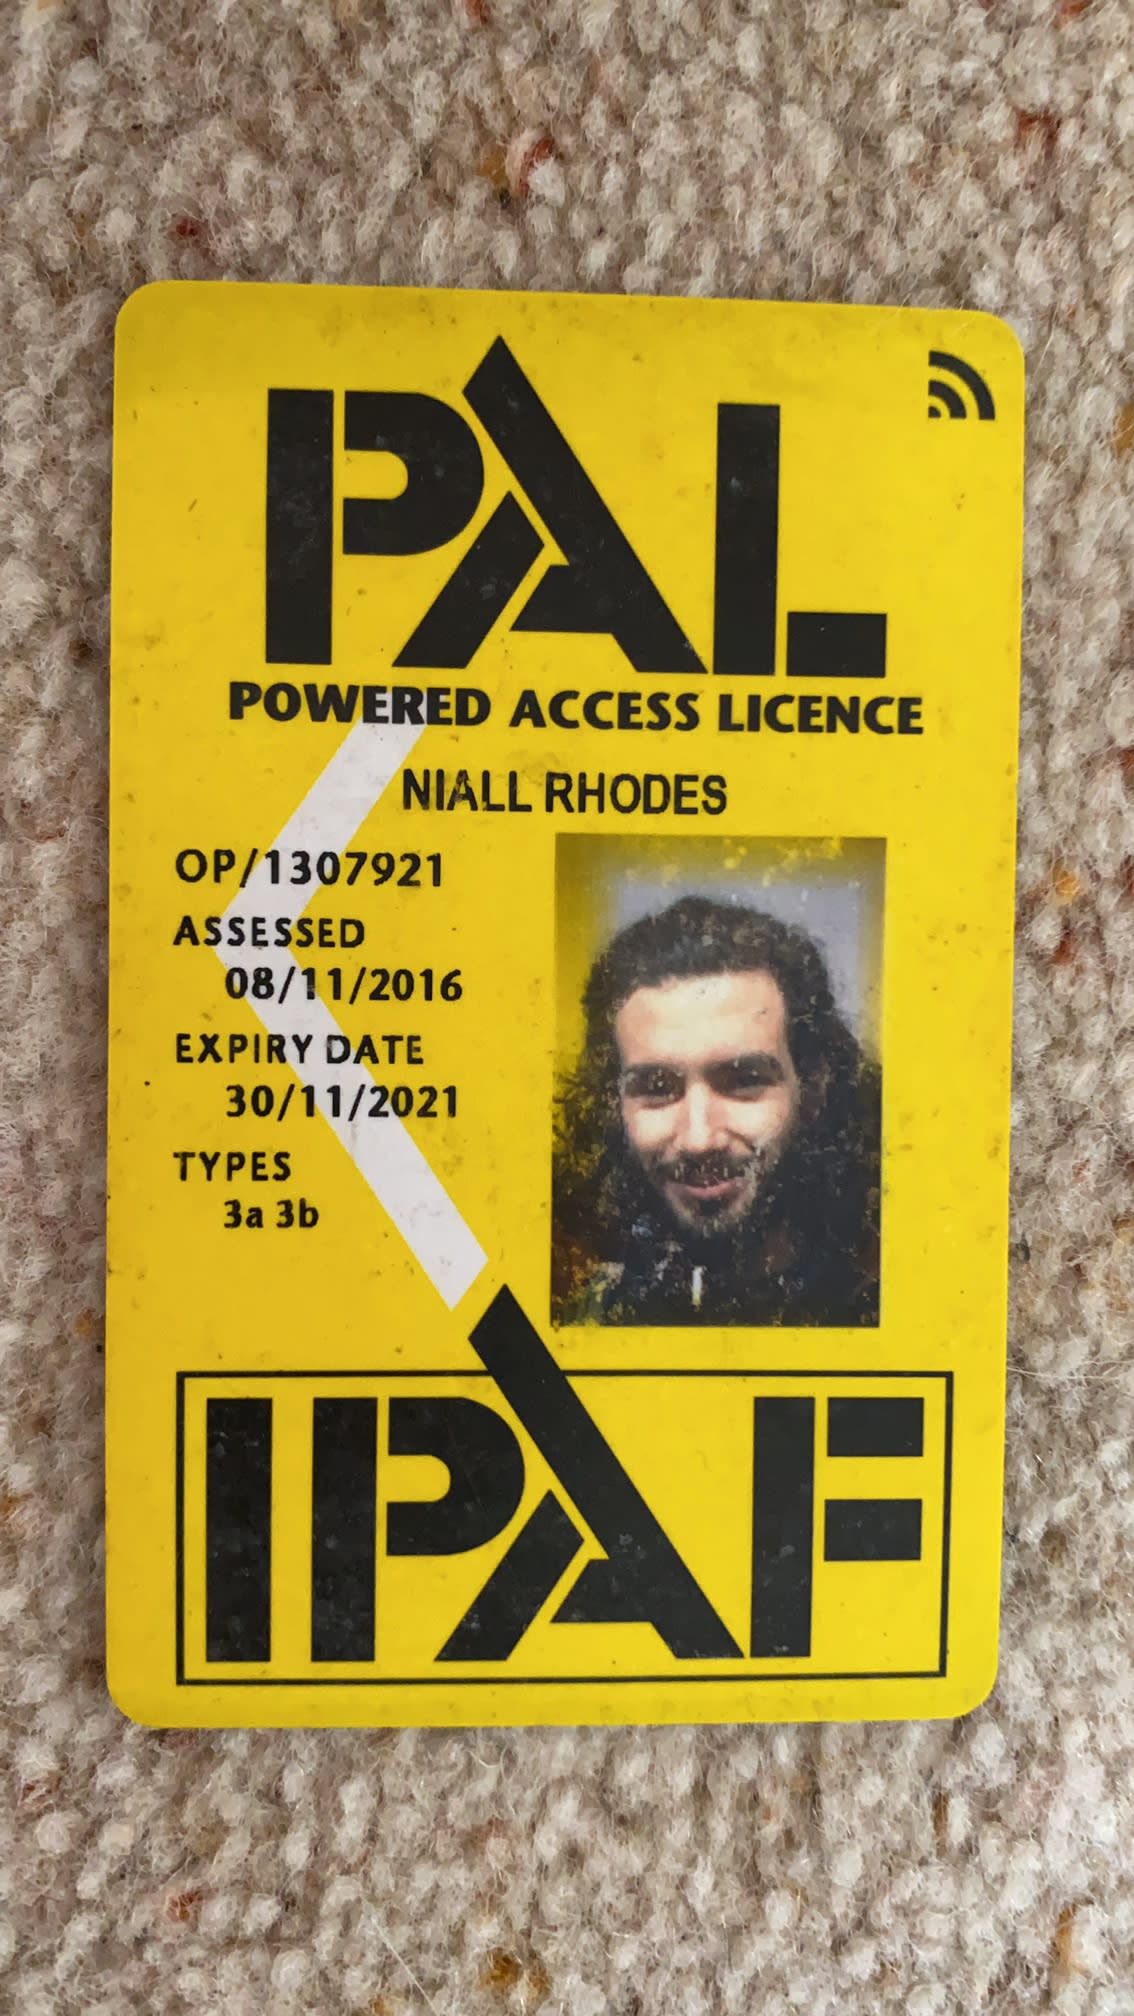 PAL
POWERED ACCESS LICENCE
NIALL RHODES
OP/1307921
ASSESSED
08/11/2016
EXPIRY DATE
30/11/2021
TYPES
3a 3b
IPAF